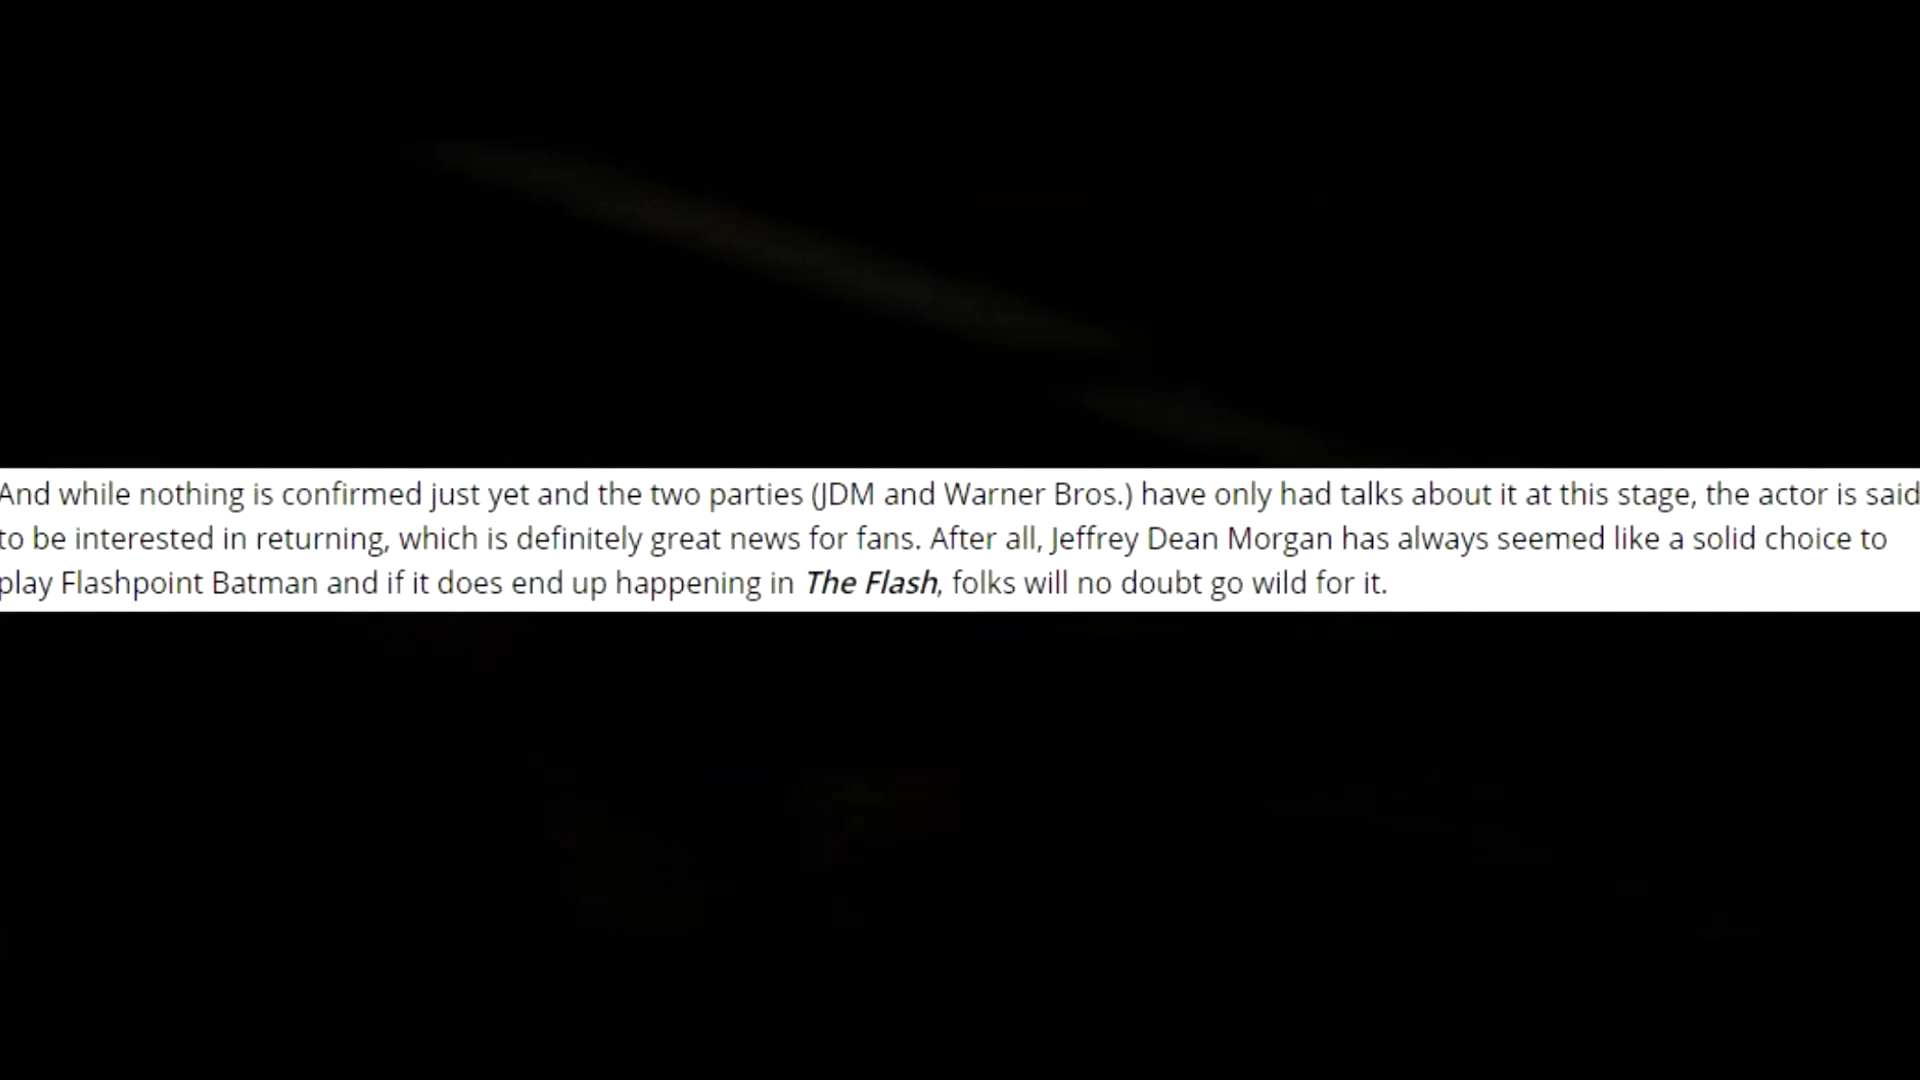 And while nothing is confirmed just yet and the two parties (JDM and Warner Bros.) have only had talks about it at this stage, the actor is said
to be interested in returning, which is definitely great news for fans. After all, Jeffrey Dean Morgan has always seemed like a solid choice to
play Flashpoint Batman and if it does end up happening in The Flash, folks will no doubt go wild for it.